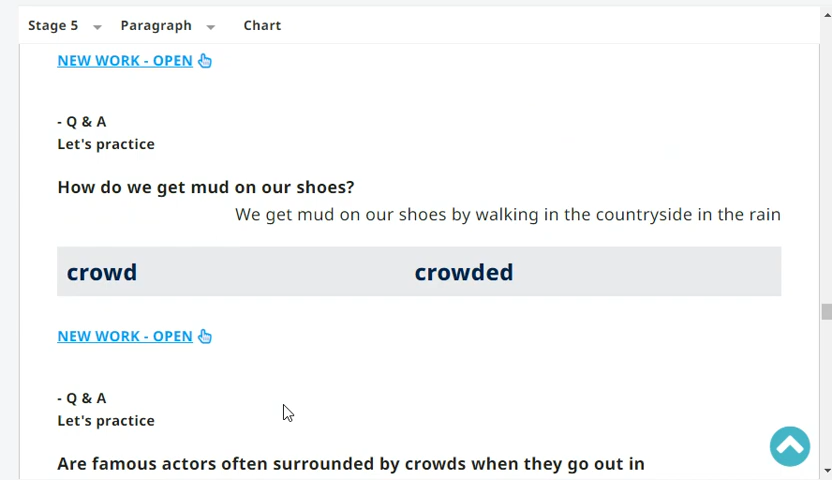 Stage 5 Paragraph Chart
NEW WORK - OPEN
- Q & A
Let's practice
How do we get mud on our shoes?
We get mud on our shoes by walking in the countryside in the rain
crowd crowded
NEW WORK - OPEN
- Q & A
Let's practice
Are famous actors often surrounded by crowds when they go out in